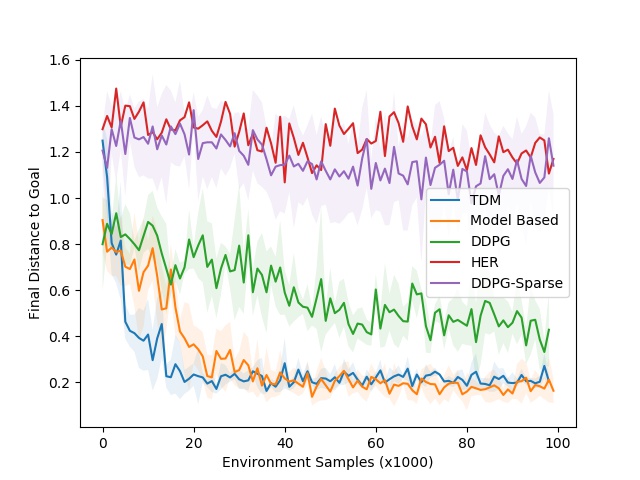 1.6
1.4
1.2
1.0
0.8
0.6
0.4
0.2
Final Distance to Goal
TDM
Model Based
DDPG
HER
DDPG-Sparse
0 20 40 60 80 100
Environment Samples (x1000)